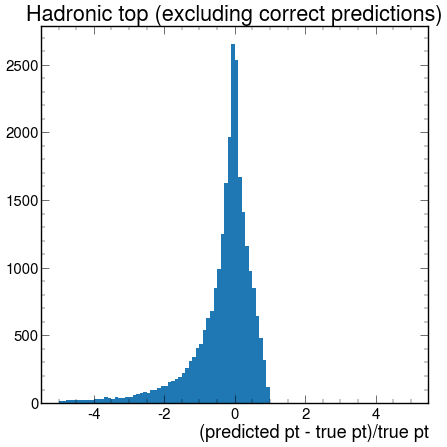 Hadronic top (excluding correct predictions)
2500
2000
1500
1000
500
0
-4 -2 0 2 4
(predicted pt - true pt)/true pt